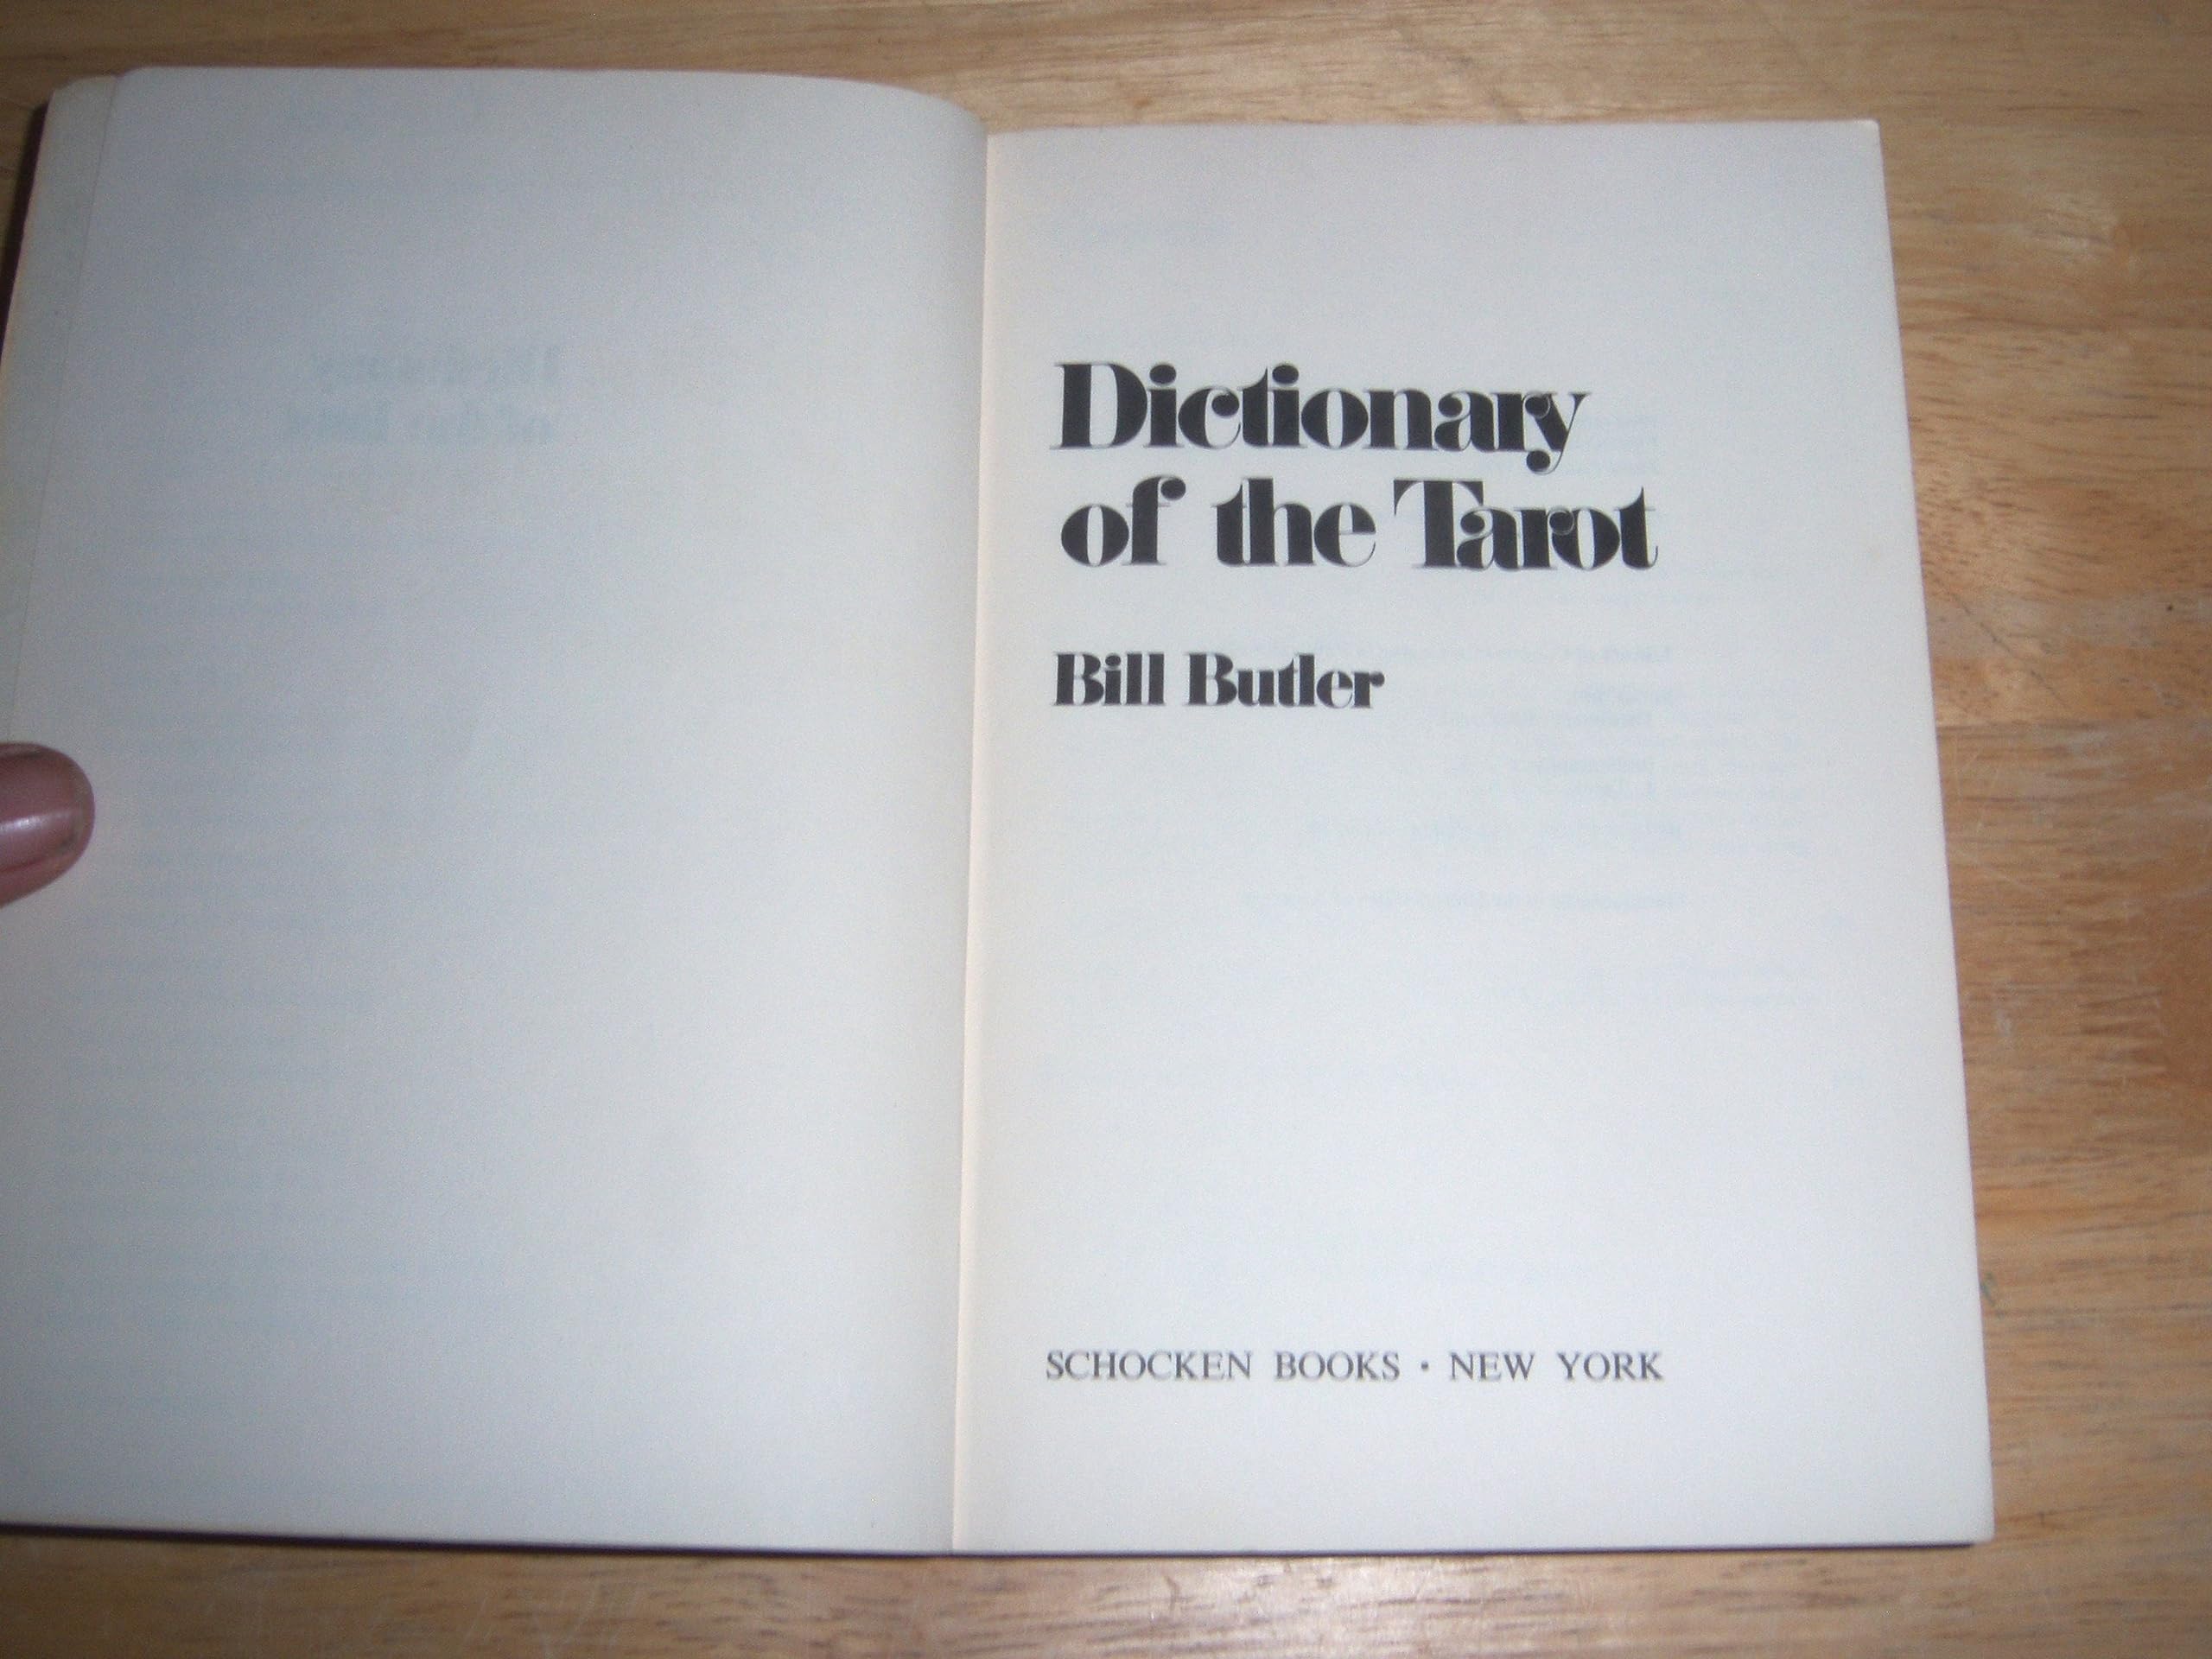 Dictionary
of the Tarot
Bill Butler
SCHOCKEN BOOKS • NEW YORK